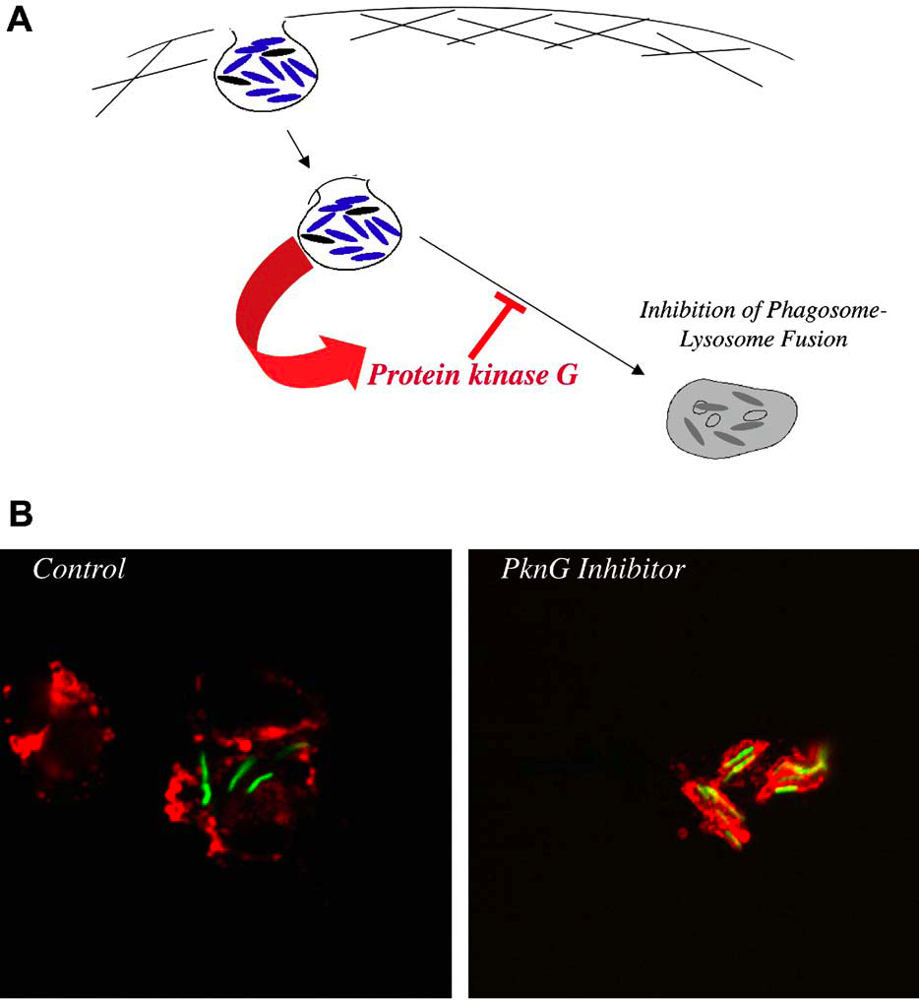 A
Inhibition of Phagosome-
Lysosome Fusion
Protein kinase G
B
Control
PknG Inhibitor